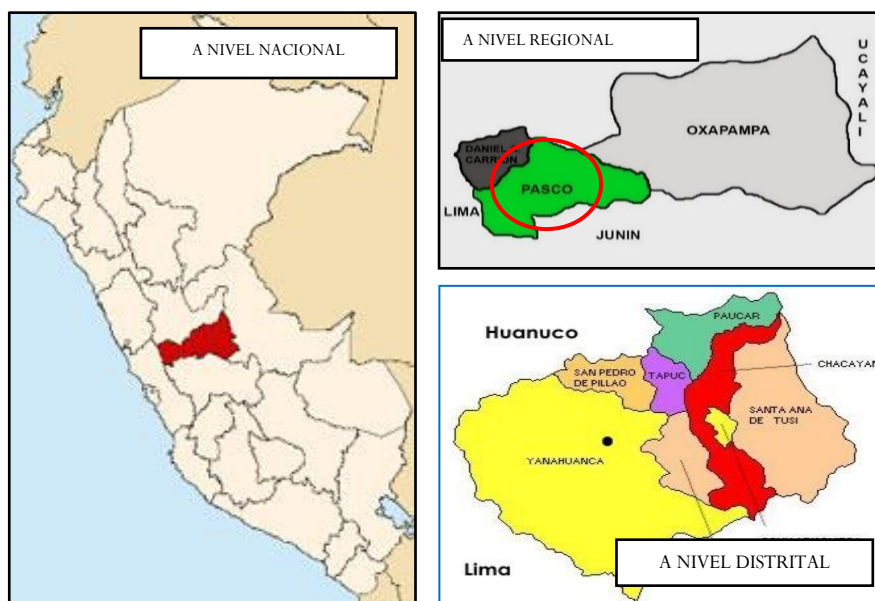 A NIVEL NACIONAL
A NIVEL REGIONAL
UCAYALI
OXAPAMPA
DANIEL A.
CARRION
PASCO
LIMA
JUNIN
PAUCAR
Huanuco
CHACAYAN
SAN PEDRO
DE PILLAO
TAPUC
SANTA ANA
DE TUSI
YANAHUANCA
A NIVEL DISTRITAL
Lima